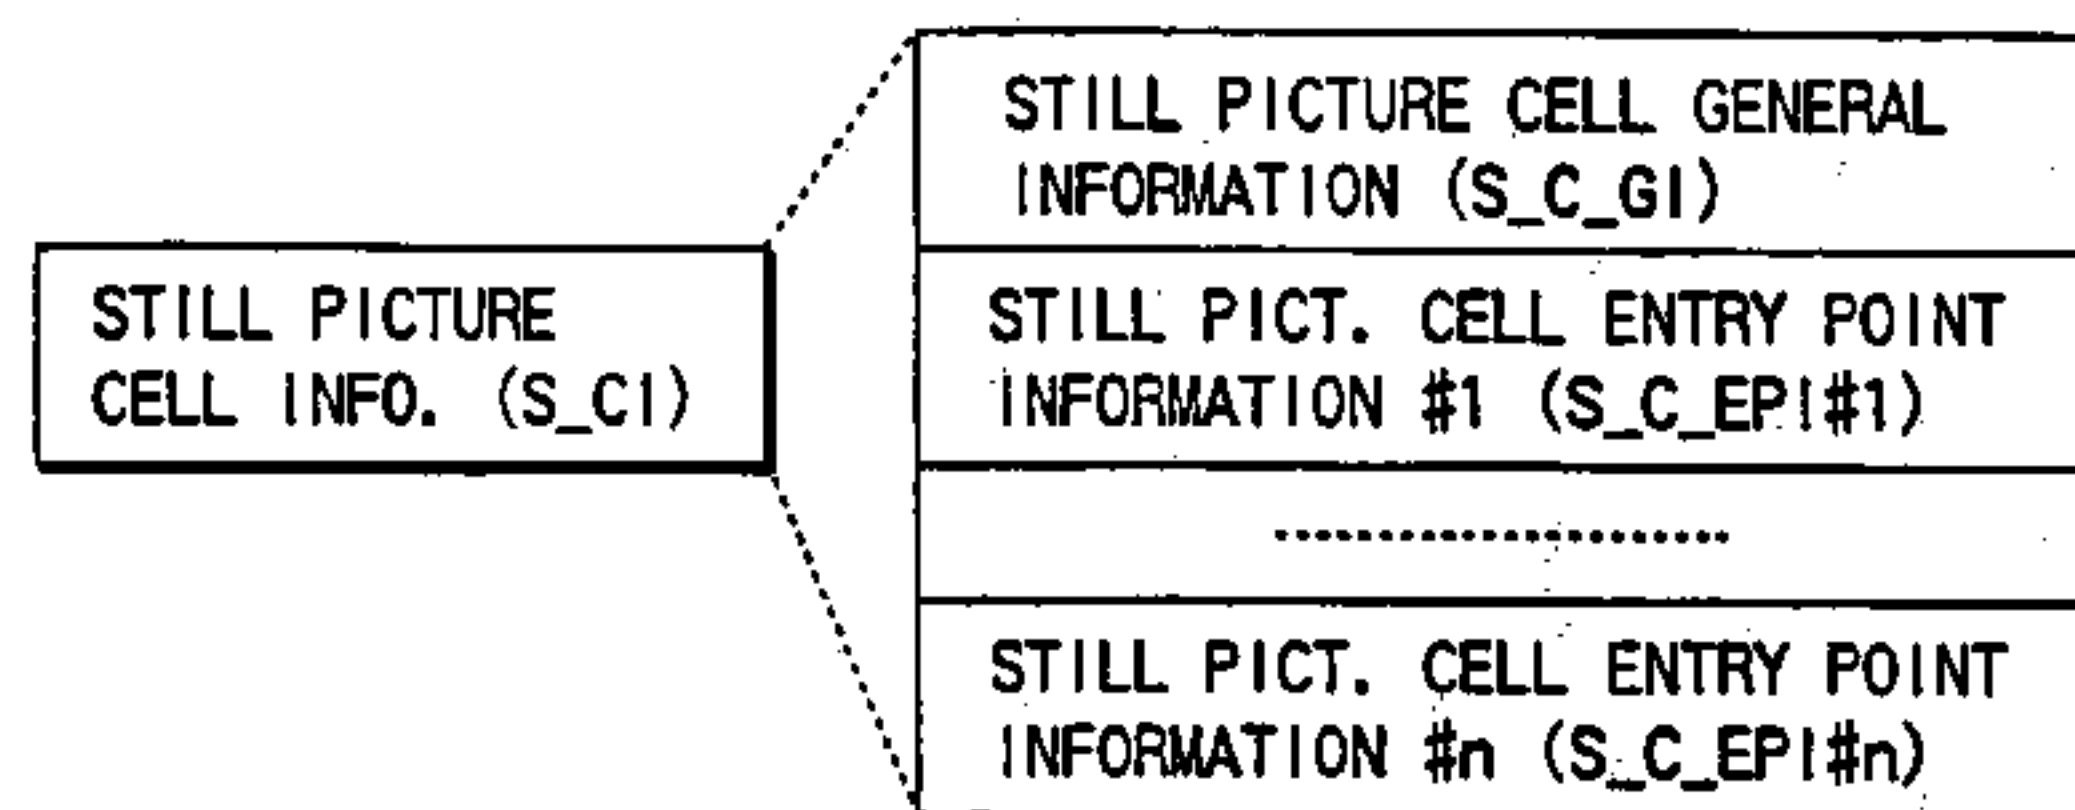 STILL PICTURE
CELL INFO. (S_CI)
STILL PICTURE CELL GENERAL
INFORMATION (S_C_GI)
STILL PICT. CELL ENTRY POINT
INFORMATION #1 (S_C_EPI#1)
.......................
STILL PICT. CELL ENTRY POINT
INFORMATION #n (S_C_EPI#n)